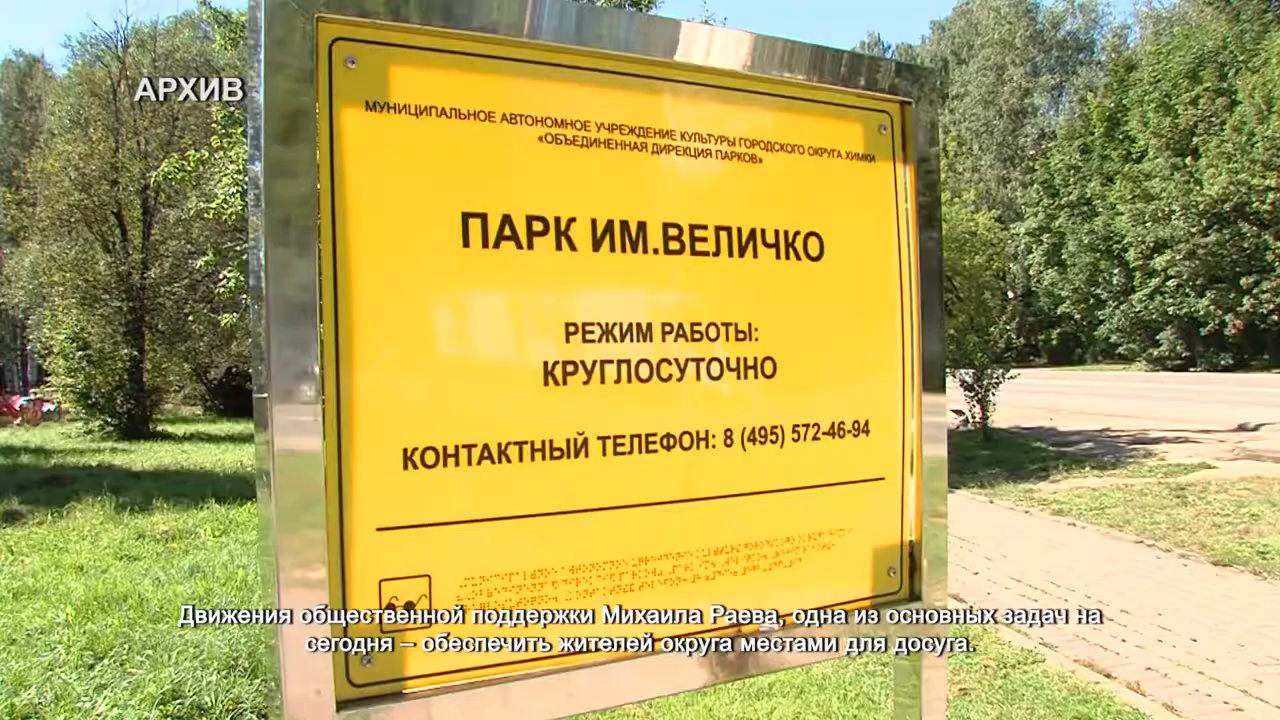 АРХИВ
МУНИЦИПАЛЬНОЕ АВТОНОМНОЕ УЧРЕЖДЕНИЕ КУЛЬТУРЫ ГОРОДСКОГО ОКРУГА ХИМКИ
«ОБЪЕДИНЕННАЯ ДИРЕКЦИЯ ПАРКОВ»
ПАРК ИМ.ВЕЛИЧКО
РЕЖИМ РАБОТЫ:
КРУГЛОСУТОЧНО
КОНТАКТНЫЙ ТЕЛЕФОН: 8 (495) 572-46-94
Движения общественной поддержки Михаила Раева, одна из основных задач на
сегодня – обеспечить жителей округа местами для досуга.